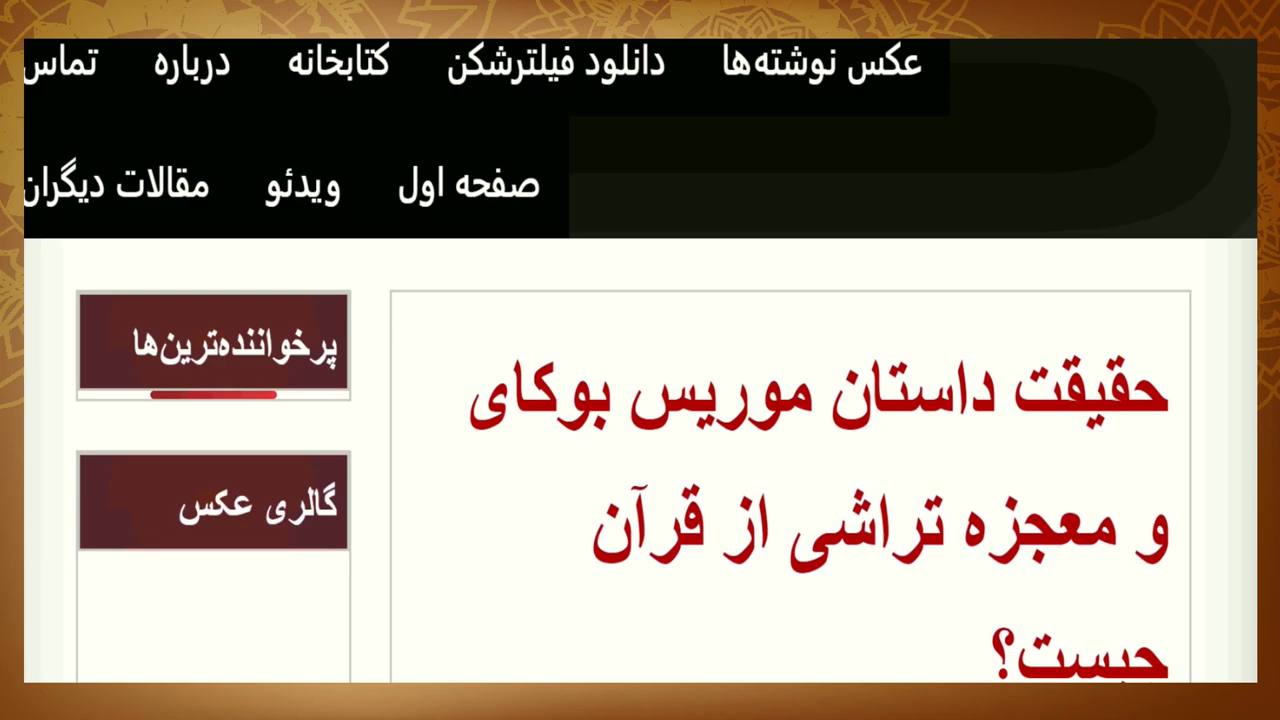 عکس نوشته‌ها دانلود فیلترشکن کتابخانه درباره تماس
صفحه اول ویدئو مقالات دیگران
پرخواننده‌ترین‌ها
گالری عکس
حقیقت داستان موریس بوکای
و معجزه تراشی از قرآن
چیست؟